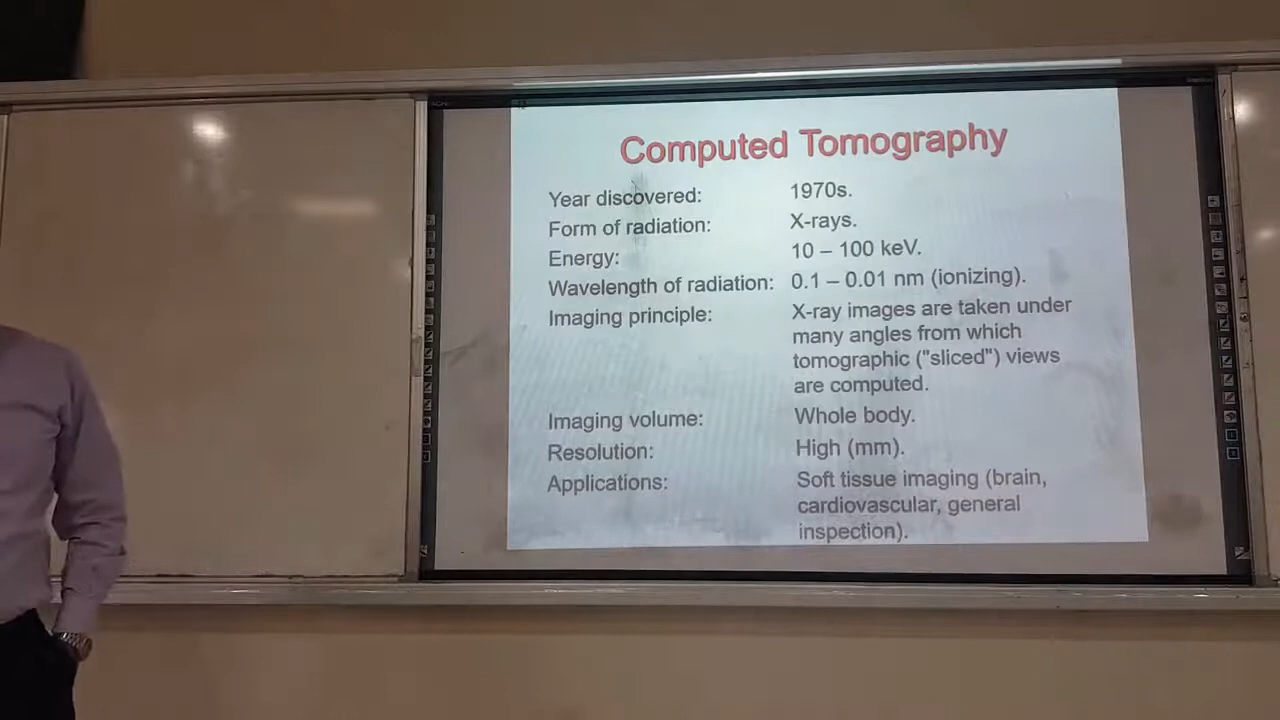 Computed Tomography
Year discovered: 1970s.
Form of radiation: X-rays.
Energy: 10 – 100 keV.
Wavelength of radiation: 0.1 – 0.01 nm (ionizing).
Imaging principle: X-ray images are taken under
many angles from which
tomographic ("sliced") views
are computed.
Imaging volume: Whole body.
Resolution: High (mm).
Applications: Soft tissue imaging (brain,
cardiovascular, general
inspection).